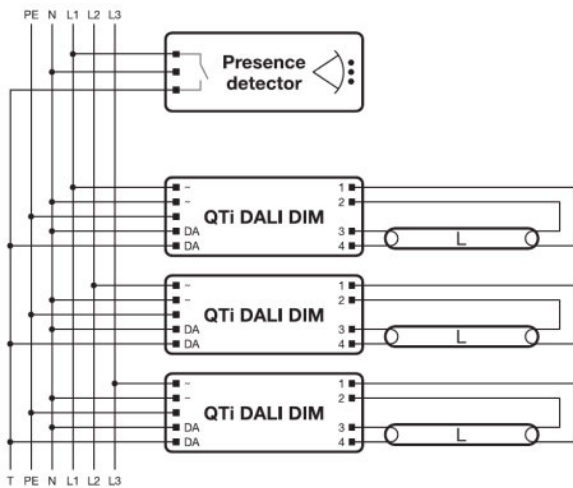 PE N L1 L2 L3
Presence
detector
~ 1
~ 2
QTi DALI DIM
DA 3 L
DA 4
~ 1
~ 2
QTi DALI DIM
DA 3 L
DA 4
~ 1
~ 2
QTi DALI DIM
DA 3 L
DA 4
T PE N L1 L2 L3